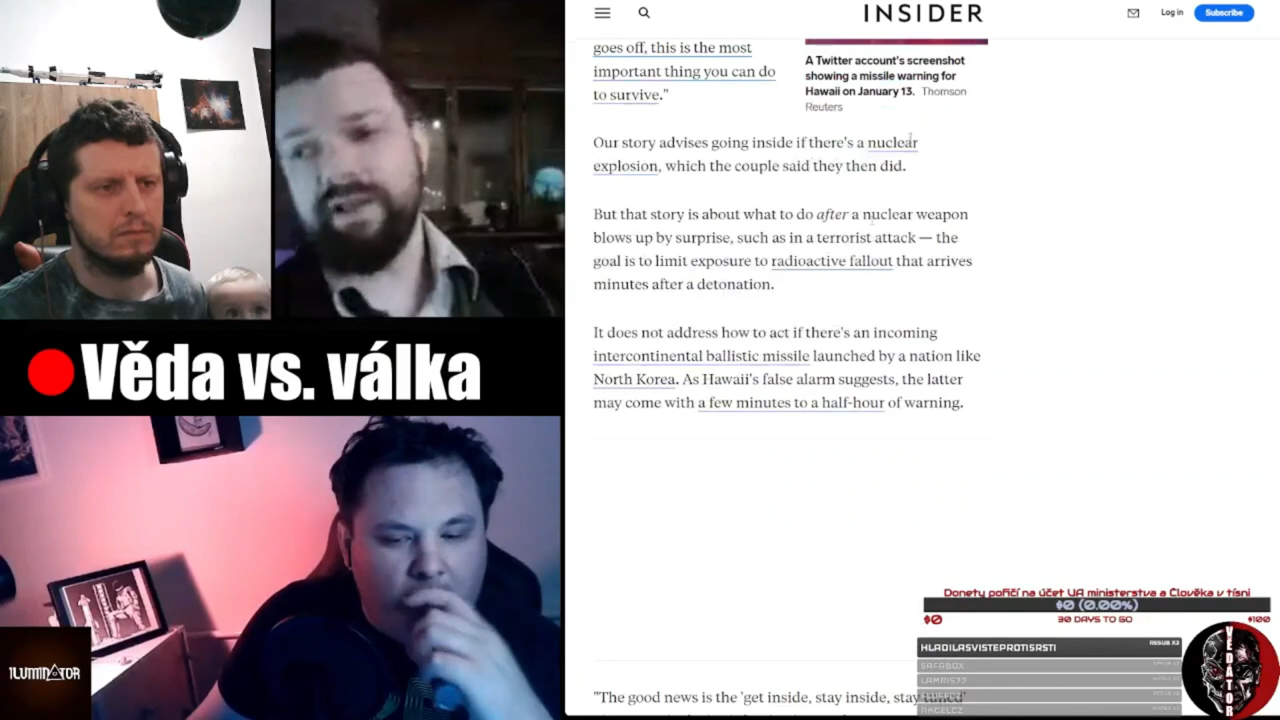 INSIDER
Log in
Subscribe
goes off, this is the most
important thing you can do
to survive."
A Twitter account's screenshot
showing a missile warning for
Hawaii on January 13. Thomson
Reuters
Our story advises going inside if there's a nuclear
explosion, which the couple said they then did.
But that story is about what to do after a nuclear weapon
blows up by surprise, such as in a terrorist attack — the
goal is to limit exposure to radioactive fallout that arrives
minutes after a detonation.
It does not address how to act if there's an incoming
intercontinental ballistic missile launched by a nation like
North Korea. As Hawaii's false alarm suggests, the latter
may come with a few minutes to a half-hour of warning.
"The good news is the 'get inside, stay inside, stay tuned'
Věda vs. válka
ILUMINATOR
Donety pořičí na účet UA ministerstva a Člověka v tísni
$0 (0.00%)
$0
30 DAYS TO GO
$100
HLADILASVISTEPROTISRSTI
RESUB X2
SAFABOX
LAMRIS77
VEDATOR